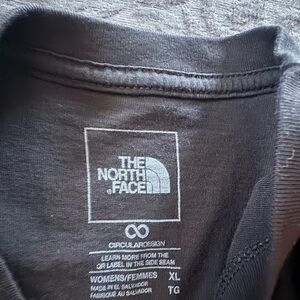 THE
NORTH
FACE
CIRCULARDESIGN
LEARN MORE FROM THE
QR LABEL IN THE SIDE SEAM
WOMENS/FEMMES XL
MADE IN EL SALVADOR
FABRIQUÉ AU SALVADOR TG